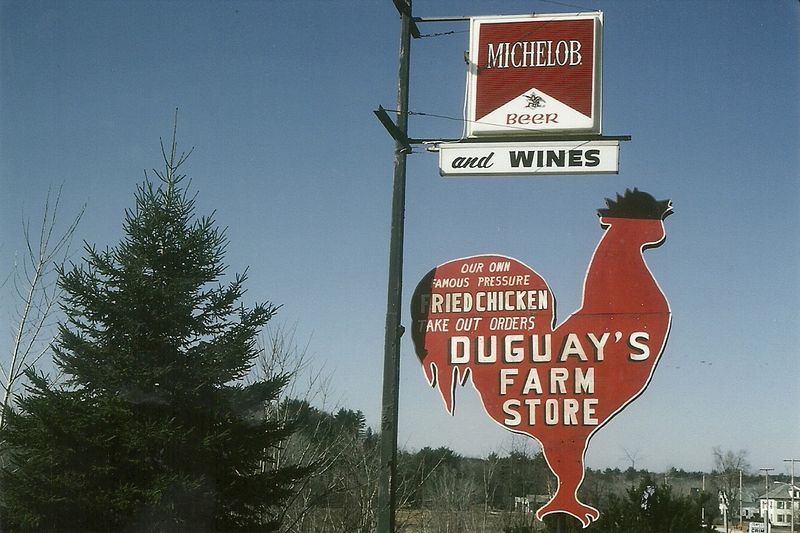 MICHELOB.
BEER
and WINES
OUR OWN
FAMOUS PRESSURE
FRIED CHICKEN
TAKE OUT ORDERS
DUGUAY'S
FARM
STORE